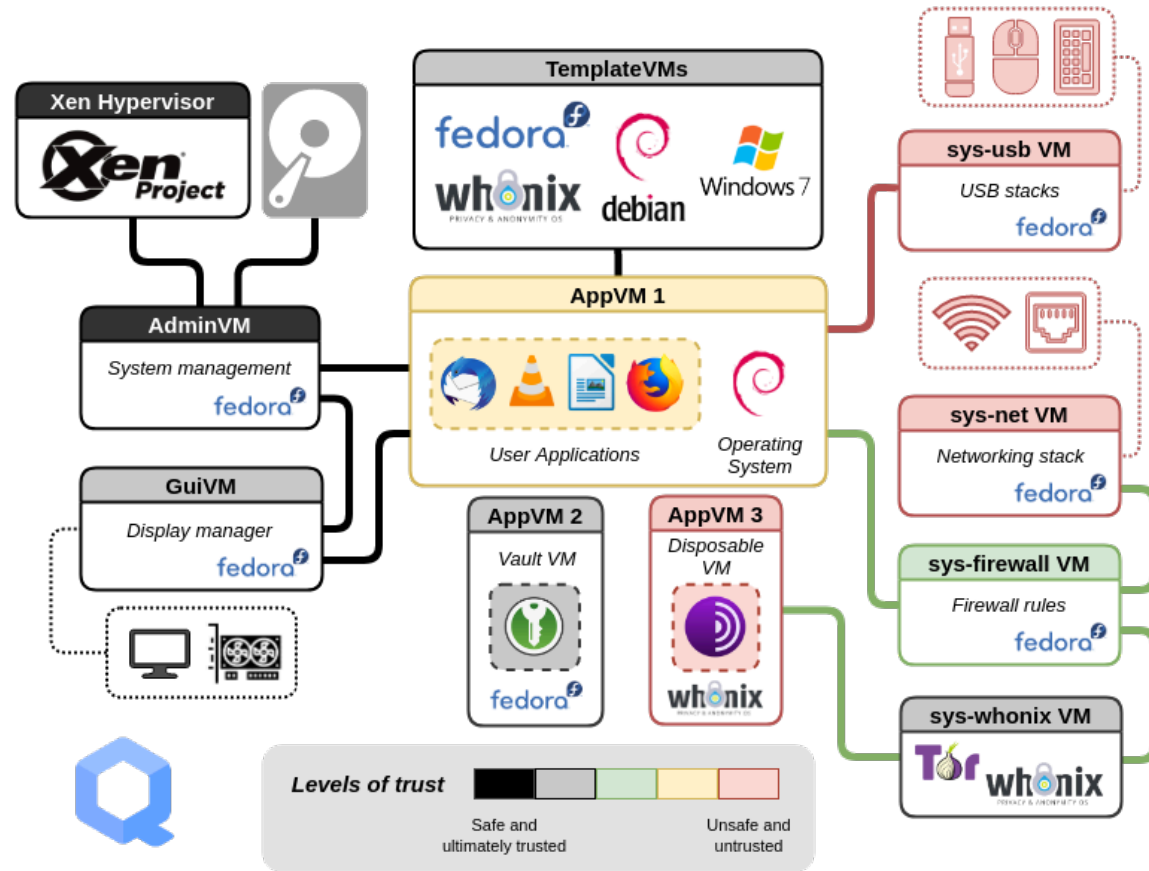 Xen Hypervisor
Xen
Project
TemplateVMs
fedora
whonix
PRIVACY & ANONYMITY OS
debian
Windows 7
sys-usb VM
USB stacks
fedora
AdminVM
System management
fedora
AppVM 1
User Applications
Operating
System
sys-net VM
Networking stack
fedora
GuiVM
Display manager
fedora
AppVM 2
Vault VM
fedora
AppVM 3
Disposable
VM
whonix
PRIVACY & ANONYMITY OS
sys-firewall VM
Firewall rules
fedora
sys-whonix VM
Tor
whonix
PRIVACY & ANONYMITY OS
Levels of trust
Safe and
ultimately trusted
Unsafe and
untrusted